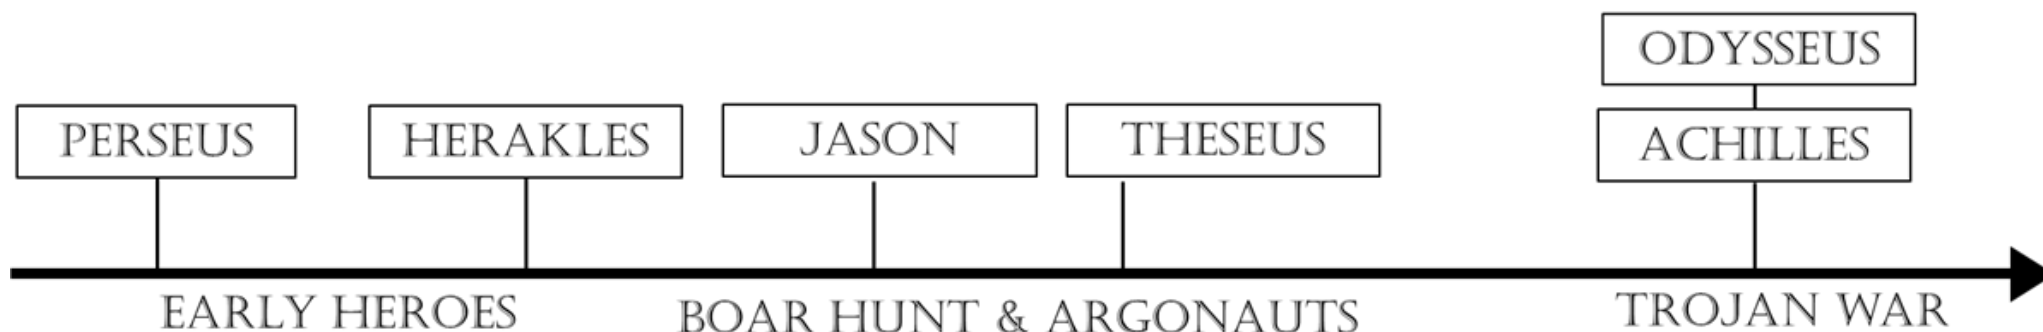 ODYSSEUS
PERSEUS HERAKLES JASON THESEUS ACHILLES
EARLY HEROES BOAR HUNT & ARGONAUTS TROJAN WAR